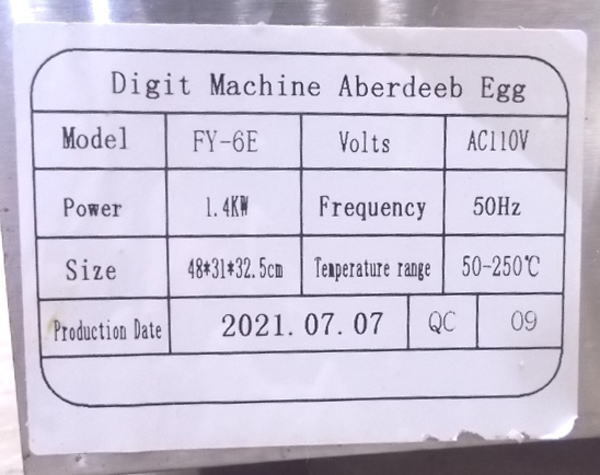 Digit Machine Aberdeeb Egg
Model FY-6E Volts AC110V
Power 1.4KW Frequency 50Hz
Size 48*31*32.5cm Temperature range 50-250℃
Production Date 2021.07.07 QC 09